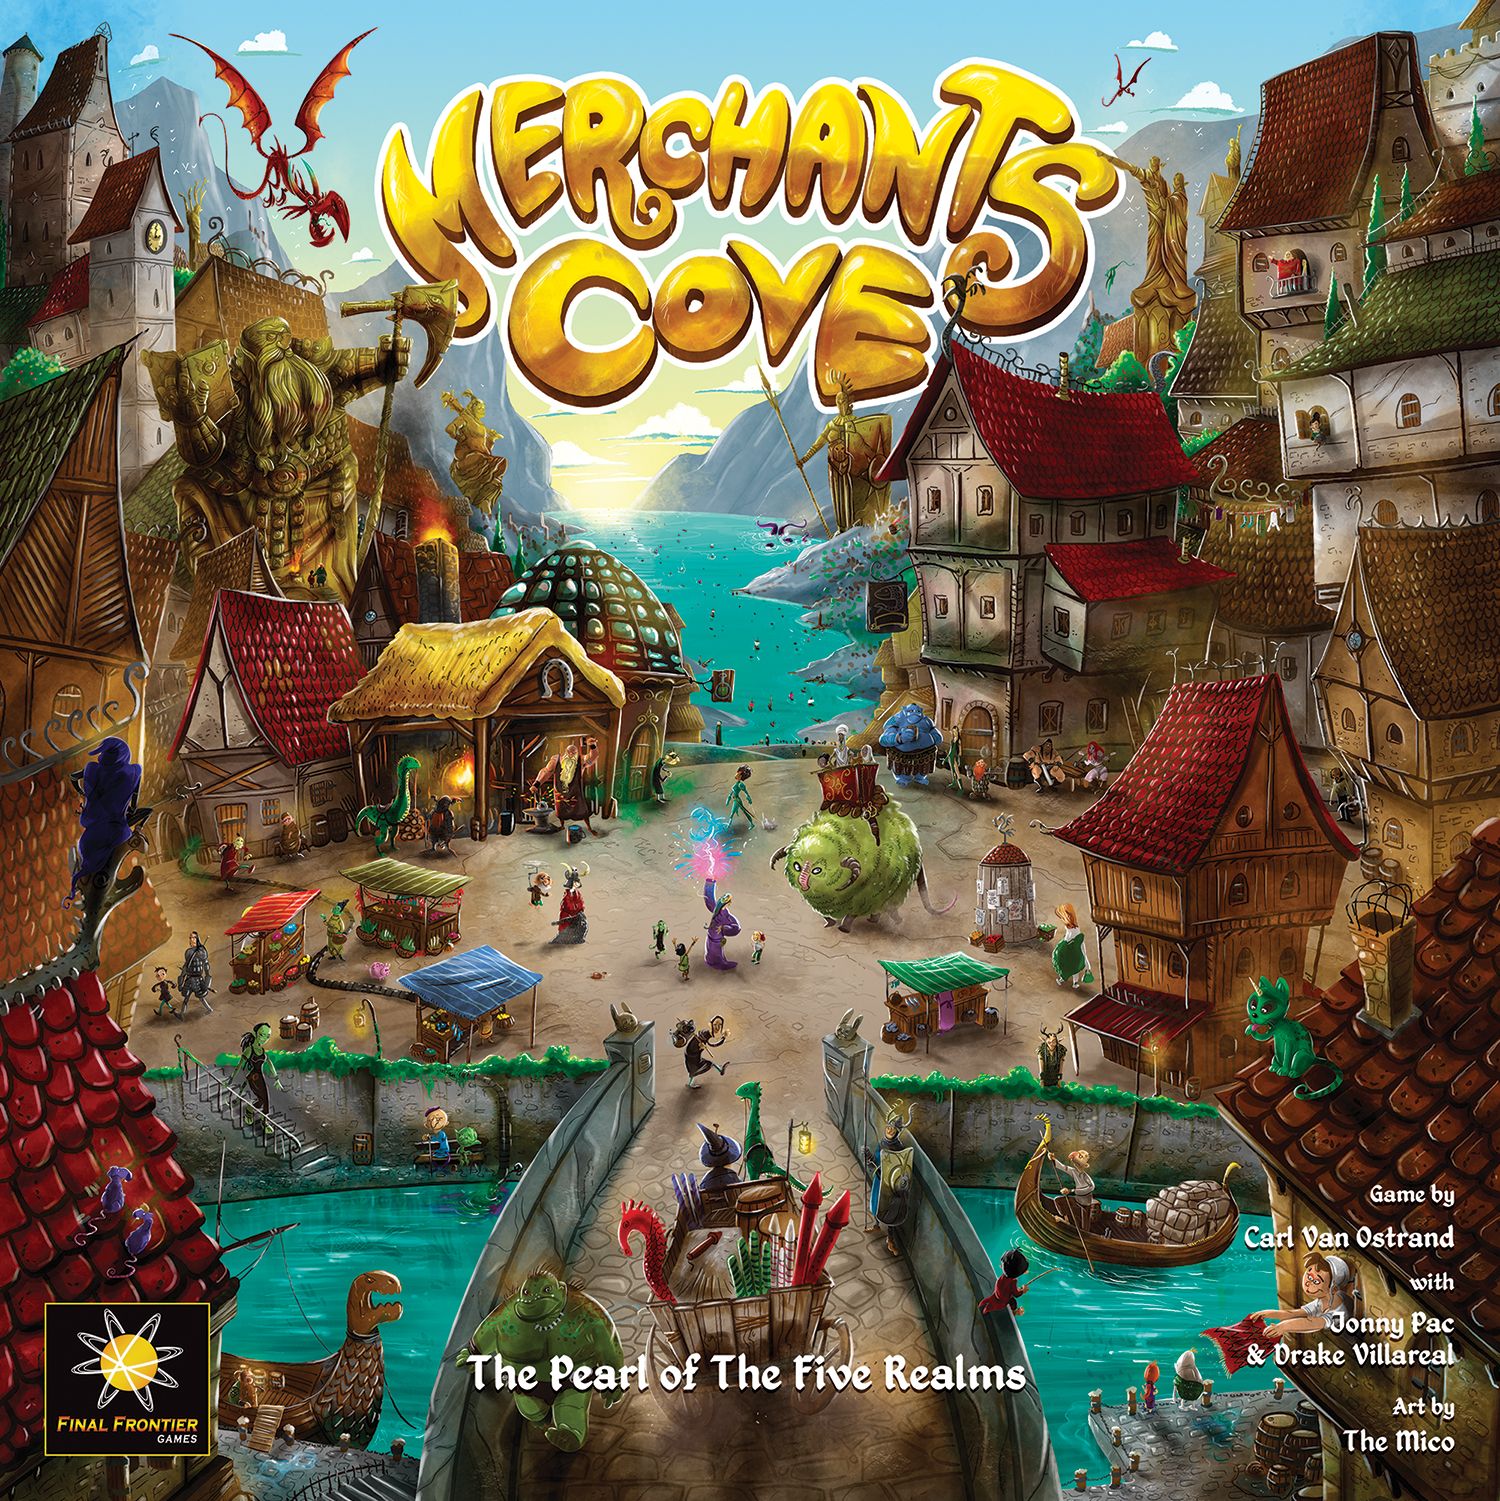 MERCHANTS
COVE
Game by
Carl Van Ostrand
with
Jonny Pac
& Drake Villareal
The Pearl of The Five Realms
Art by
The Mico
FINAL FRONTIER
GAMES